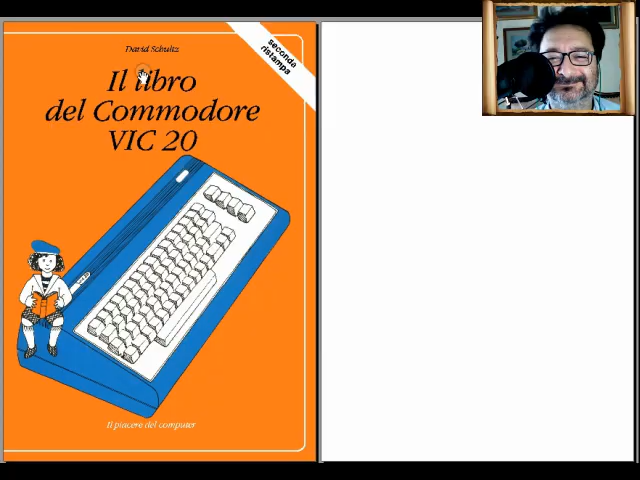 David Schultz
seconda
ristampa
Il libro
del Commodore
VIC 20
Il piacere del computer